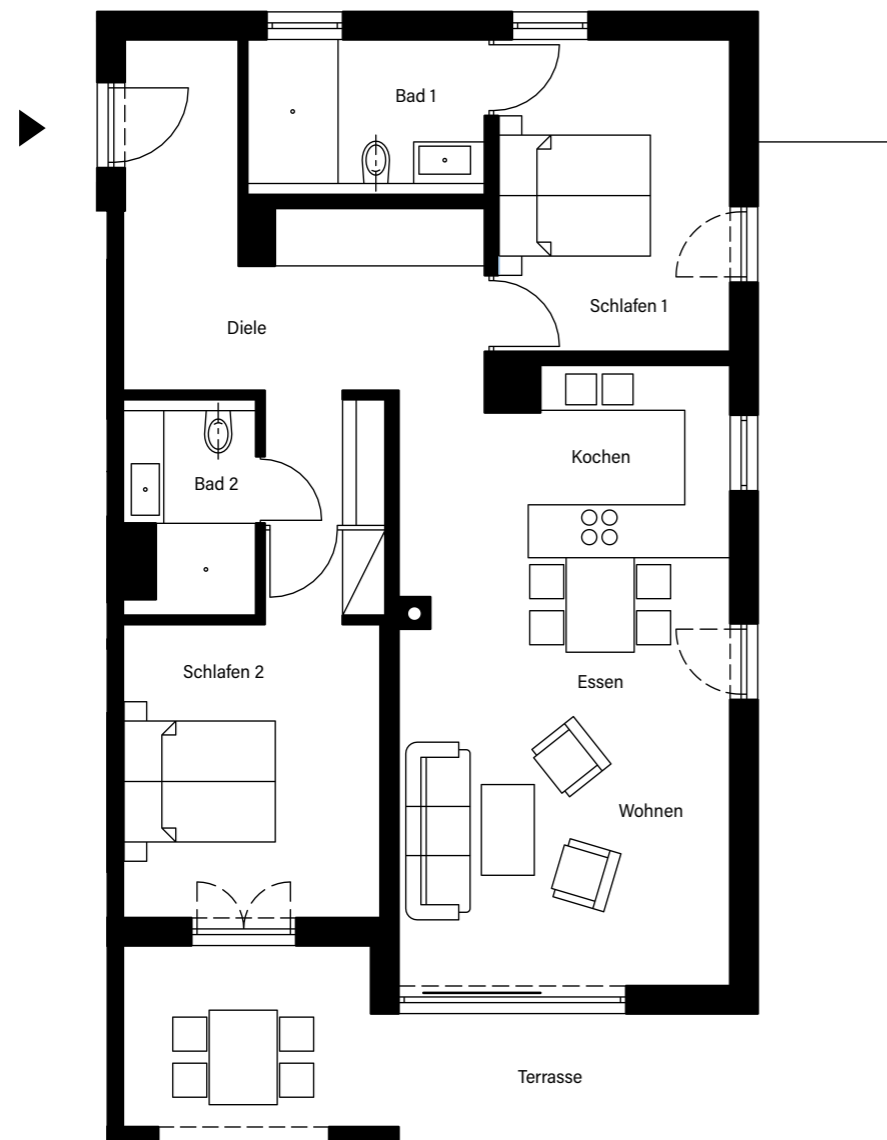 Bad 1
Schlafen 1
Diele
Kochen
Bad 2
Schlafen 2
Essen
Wohnen
Terrasse